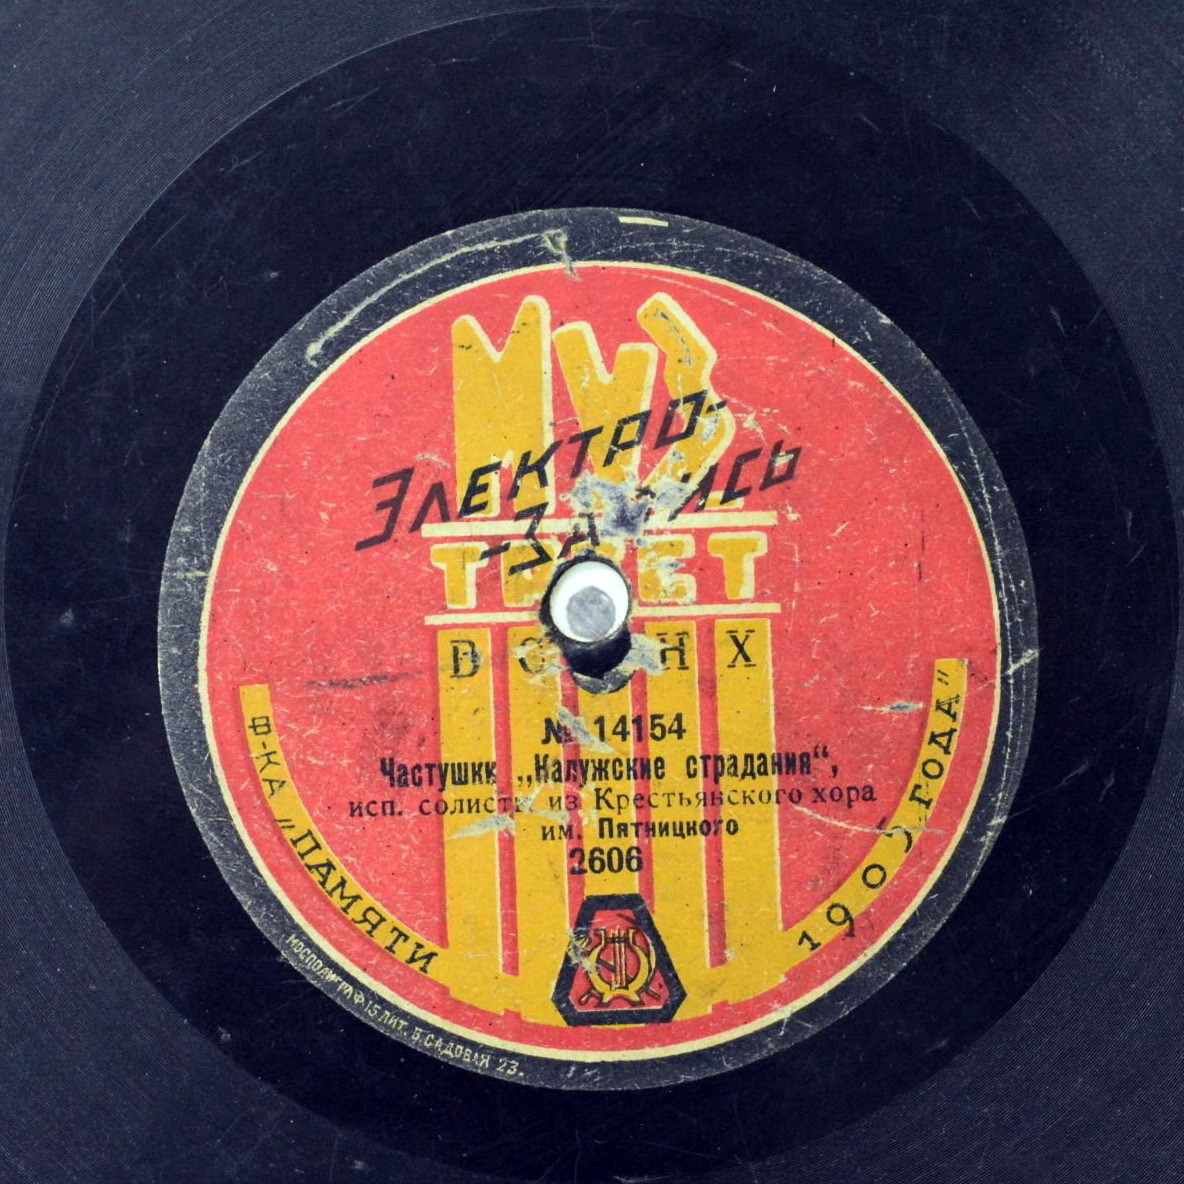 МУЗ
ЭЛЕКТРО-
-ЗАПИСЬ
ТРЕСТ
ВСНХ
№ 14154
Частушки „Калужские страдания“,
исп. солисты из Крестьянского хора
им. Пятницкого
2606
Ф-КА „ПАМЯТИ
1905 ГОДА"
МОСПОЛИГРАФ 15 ЛИТ. Б. САДОВАЯ 23.